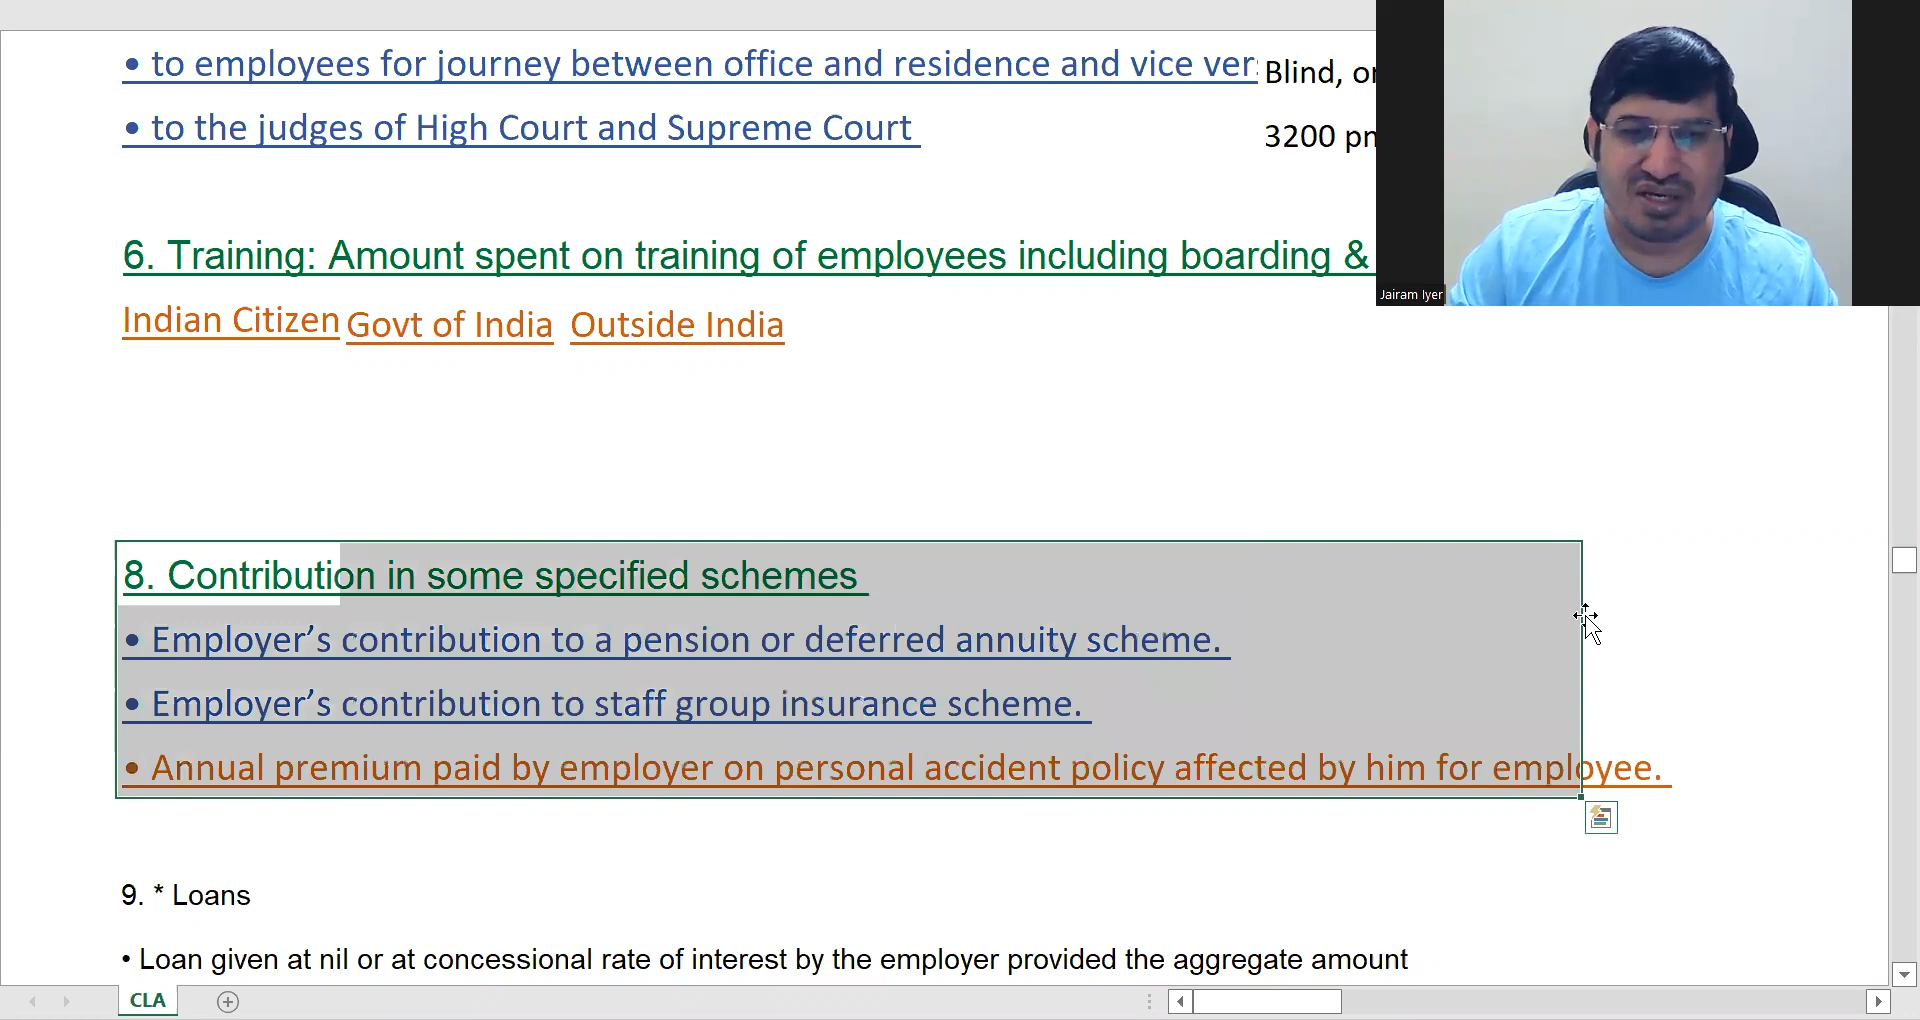 • to employees for journey between office and residence and vice
Blind,
• to the judges of High Court and Supreme Court
3200
6. Training: Amount spent on training of employees including boarding &
Indian Citizen Govt of India Outside India
Jairam Iyer
8. Contribution in some specified schemes
• Employer’s contribution to a pension or deferred annuity scheme.
• Employer’s contribution to staff group insurance scheme.
• Annual premium paid by employer on personal accident policy affected by him for employee.
9. * Loans
• Loan given at nil or at concessional rate of interest by the employer provided the aggregate amount
CLA